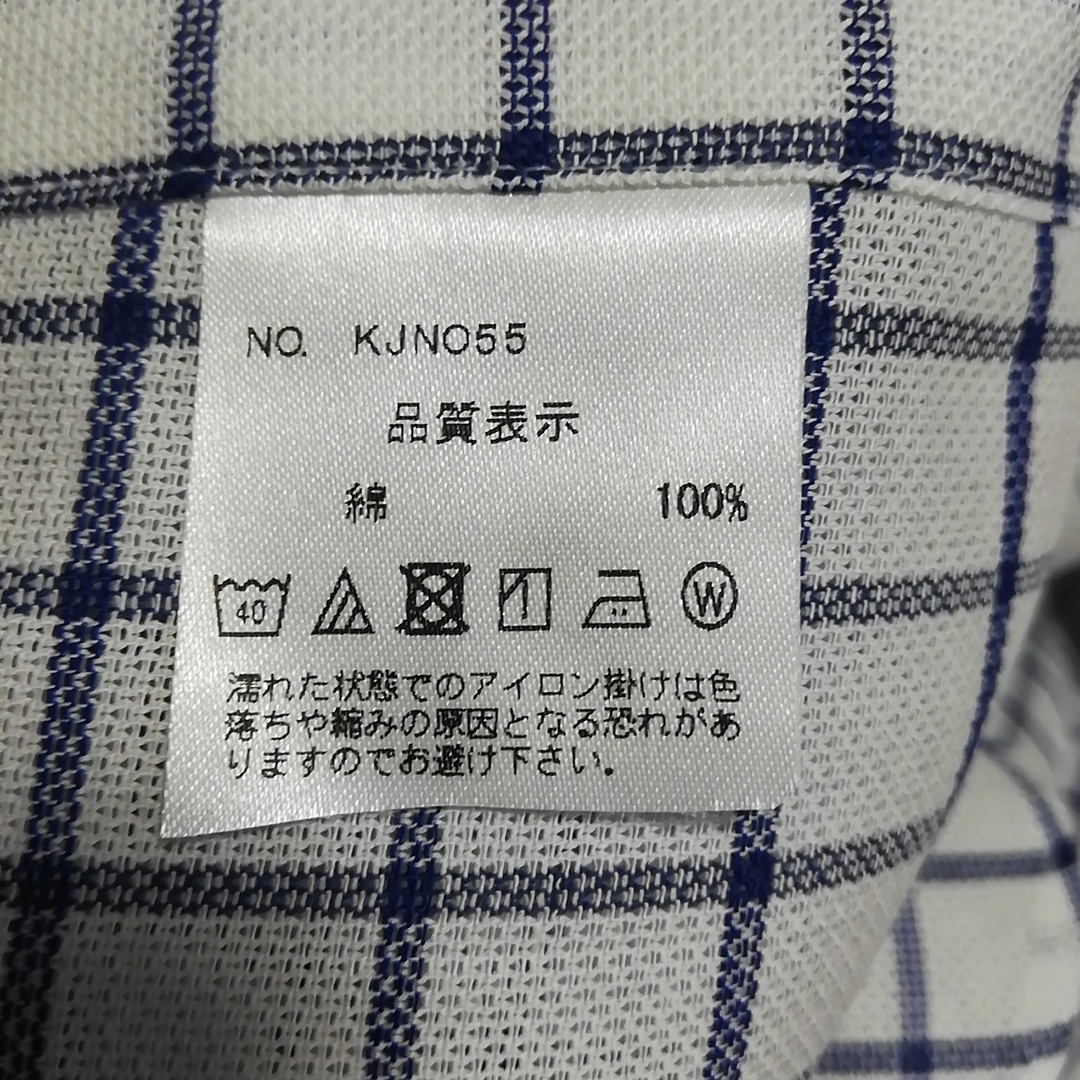 NO. KJN055
品質表示
綿 100%
40 W
濡れた状態でのアイロン掛けは色
落ちや縮みの原因となる恐れがあ
りますのでお避け下さい。